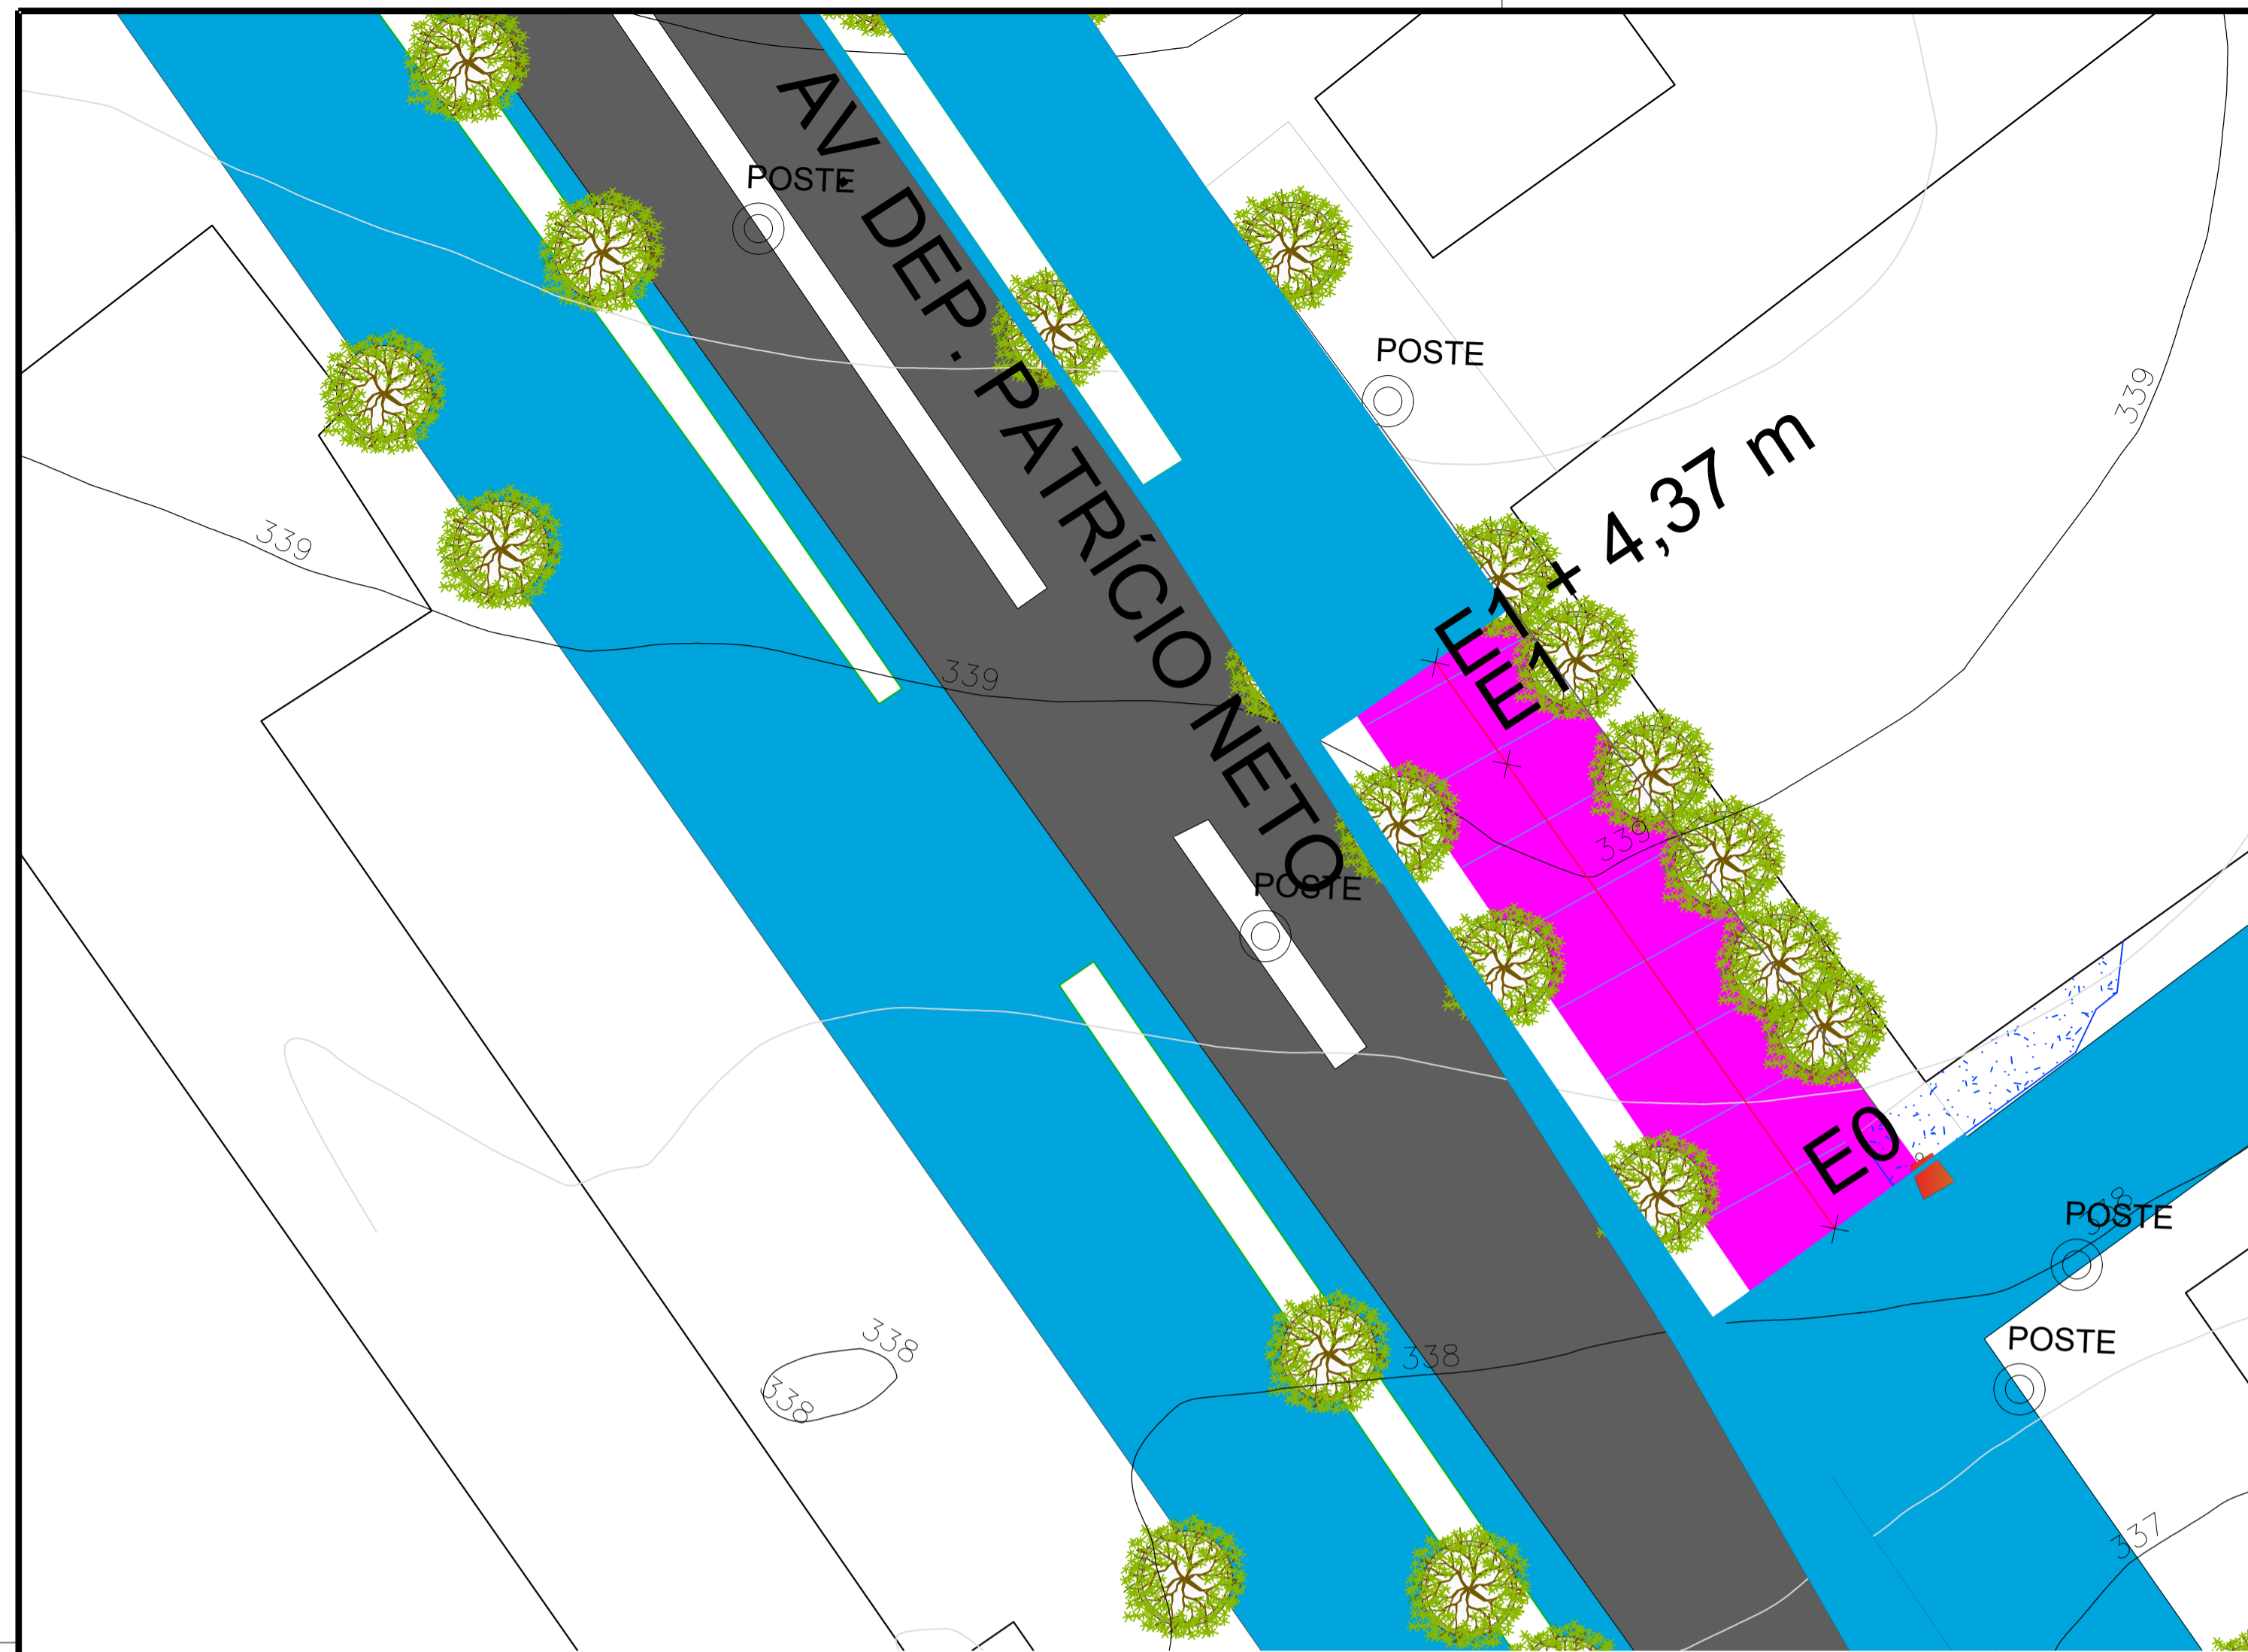 AV DEP. PATRÍCIO NETO
POSTE
POSTE
339
E1 + 4,37 m
E1
339
339
339
POSTE
E0
338
POSTE
338
338
POSTE
338
337